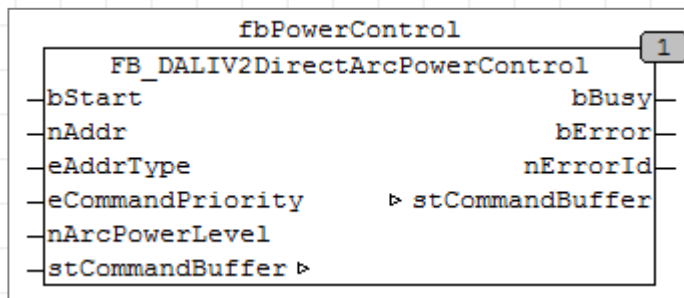 fbPowerControl
1
FB_DALIV2DirectArcPowerControl
bStart bBusy
nAddr bError
eAddrType nErrorId
eCommandPriority stCommandBuffer
nArcPowerLevel
stCommandBuffer